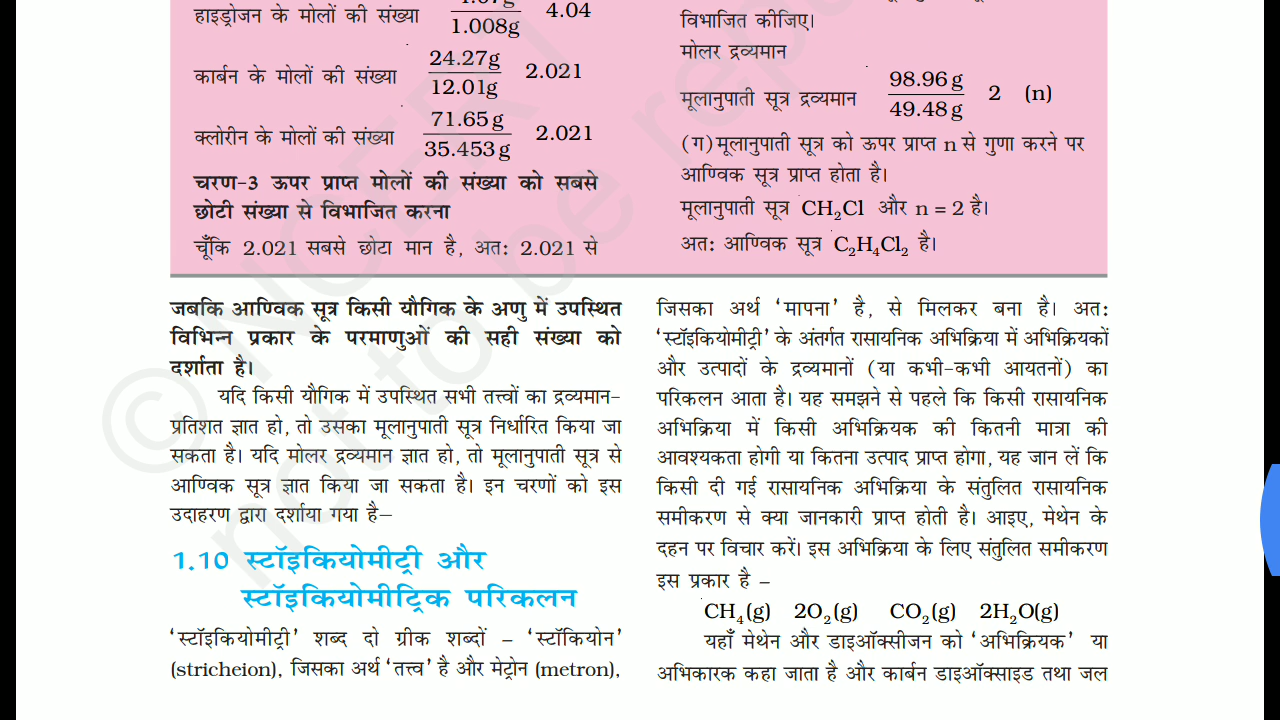 हाइड्रोजन के मोलों की संख्या 1.008g 4.04
कार्बन के मोलों की संख्या 24.27g 12.01g 2.021
क्लोरीन के मोलों की संख्या 71.65g 35.453g 2.021
चरण-3 ऊपर प्राप्त मोलों की संख्या को सबसे
छोटी संख्या से विभाजित करना
चूँकि 2.021 सबसे छोटा मान है, अतः 2.021 से
विभाजित कीजिए।
मोलर द्रव्यमान
मूलानुपाती सूत्र द्रव्यमान 98.96g 49.48g 2 (n)
(ग)मूलानुपाती सूत्र को ऊपर प्राप्त n से गुणा करने पर
आण्विक सूत्र प्राप्त होता है।
मूलानुपाती सूत्र CH₂Cl और n = 2 है।
अतः आण्विक सूत्र C₂H₄Cl₂ है।
जबकि आण्विक सूत्र किसी यौगिक के अणु में उपस्थित
विभिन्न प्रकार के परमाणुओं की सही संख्या को
दर्शाता है।
यदि किसी यौगिक में उपस्थित सभी तत्त्वों का द्रव्यमान-
प्रतिशत ज्ञात हो, तो उसका मूलानुपाती सूत्र निर्धारित किया जा
सकता है। यदि मोलर द्रव्यमान ज्ञात हो, तो मूलानुपाती सूत्र से
आण्विक सूत्र ज्ञात किया जा सकता है। इन चरणों को इस
उदाहरण द्वारा दर्शाया गया है–
1.10 स्टॉइकियोमीट्री और
स्टॉइकियोमीट्रिक परिकलन
‘स्टॉइकियोमीट्री’ शब्द दो ग्रीक शब्दों – ‘स्टॉकियोन’
(stricheion), जिसका अर्थ ‘तत्त्व’ है और मेट्रोन (metron),
जिसका अर्थ ‘मापना’ है, से मिलकर बना है। अतः
‘स्टॉइकियोमीट्री’ के अंतर्गत रासायनिक अभिक्रिया में अभिक्रियकों
और उत्पादों के द्रव्यमानों (या कभी-कभी आयतनों) का
परिकलन आता है। यह समझने से पहले कि किसी रासायनिक
अभिक्रिया में किसी अभिक्रियक की कितनी मात्रा की
आवश्यकता होगी या कितना उत्पाद प्राप्त होगा, यह जान लें कि
किसी दी गई रासायनिक अभिक्रिया के संतुलित रासायनिक
समीकरण से क्या जानकारी प्राप्त होती है। आइए, मेथेन के
दहन पर विचार करें। इस अभिक्रिया के लिए संतुलित समीकरण
इस प्रकार है –
CH₄(g) 2O₂(g) CO₂(g) 2H₂O(g)
यहाँ मेथेन और डाइऑक्सीजन को ‘अभिक्रियक’ या
अभिकारक कहा जाता है और कार्बन डाइऑक्साइड तथा जल
© NCERT
not to be repu